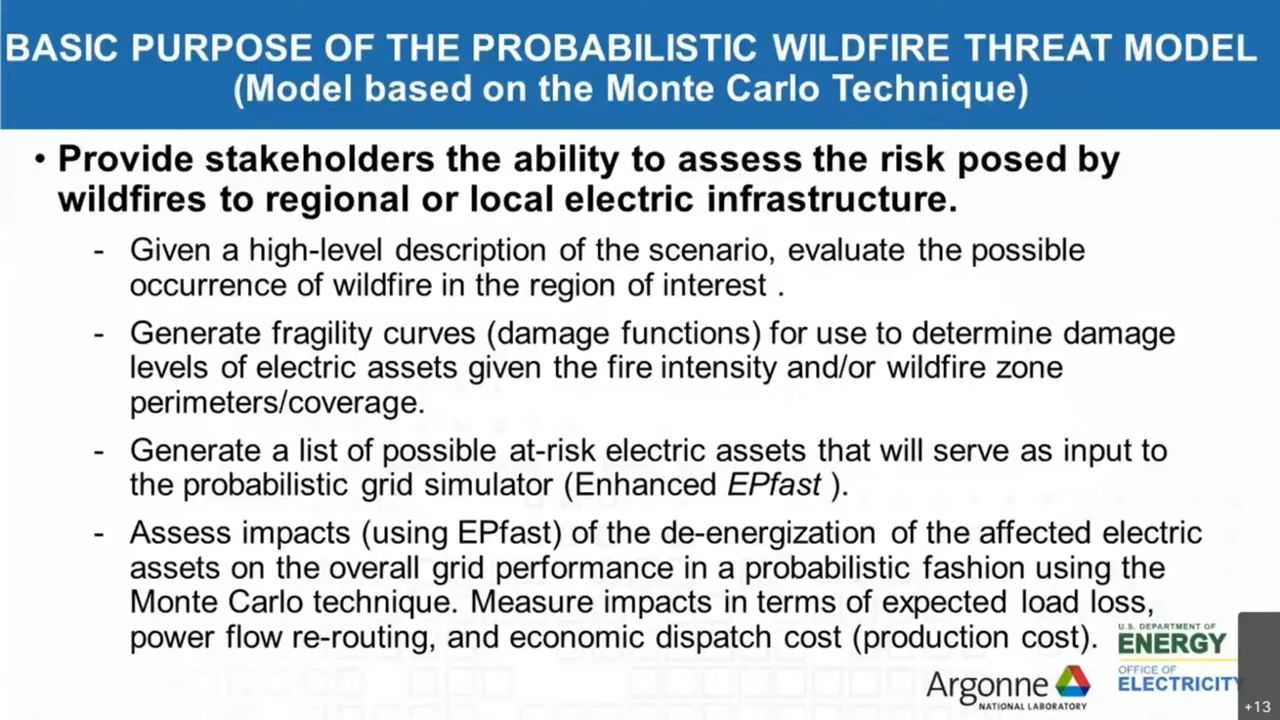 BASIC PURPOSE OF THE PROBABILISTIC WILDFIRE THREAT MODEL
(Model based on the Monte Carlo Technique)
• Provide stakeholders the ability to assess the risk posed by
wildfires to regional or local electric infrastructure.
- Given a high-level description of the scenario, evaluate the possible
occurrence of wildfire in the region of interest .
- Generate fragility curves (damage functions) for use to determine damage
levels of electric assets given the fire intensity and/or wildfire zone
perimeters/coverage.
- Generate a list of possible at-risk electric assets that will serve as input to
the probabilistic grid simulator (Enhanced EPfast ).
- Assess impacts (using EPfast) of the de-energization of the affected electric
assets on the overall grid performance in a probabilistic fashion using the
Monte Carlo technique. Measure impacts in terms of expected load loss,
power flow re-routing, and economic dispatch cost (production cost).
Argonne
NATIONAL LABORATORY
U.S. DEPARTMENT OF
ENERGY
OFFICE OF
ELECTRICITY
+13